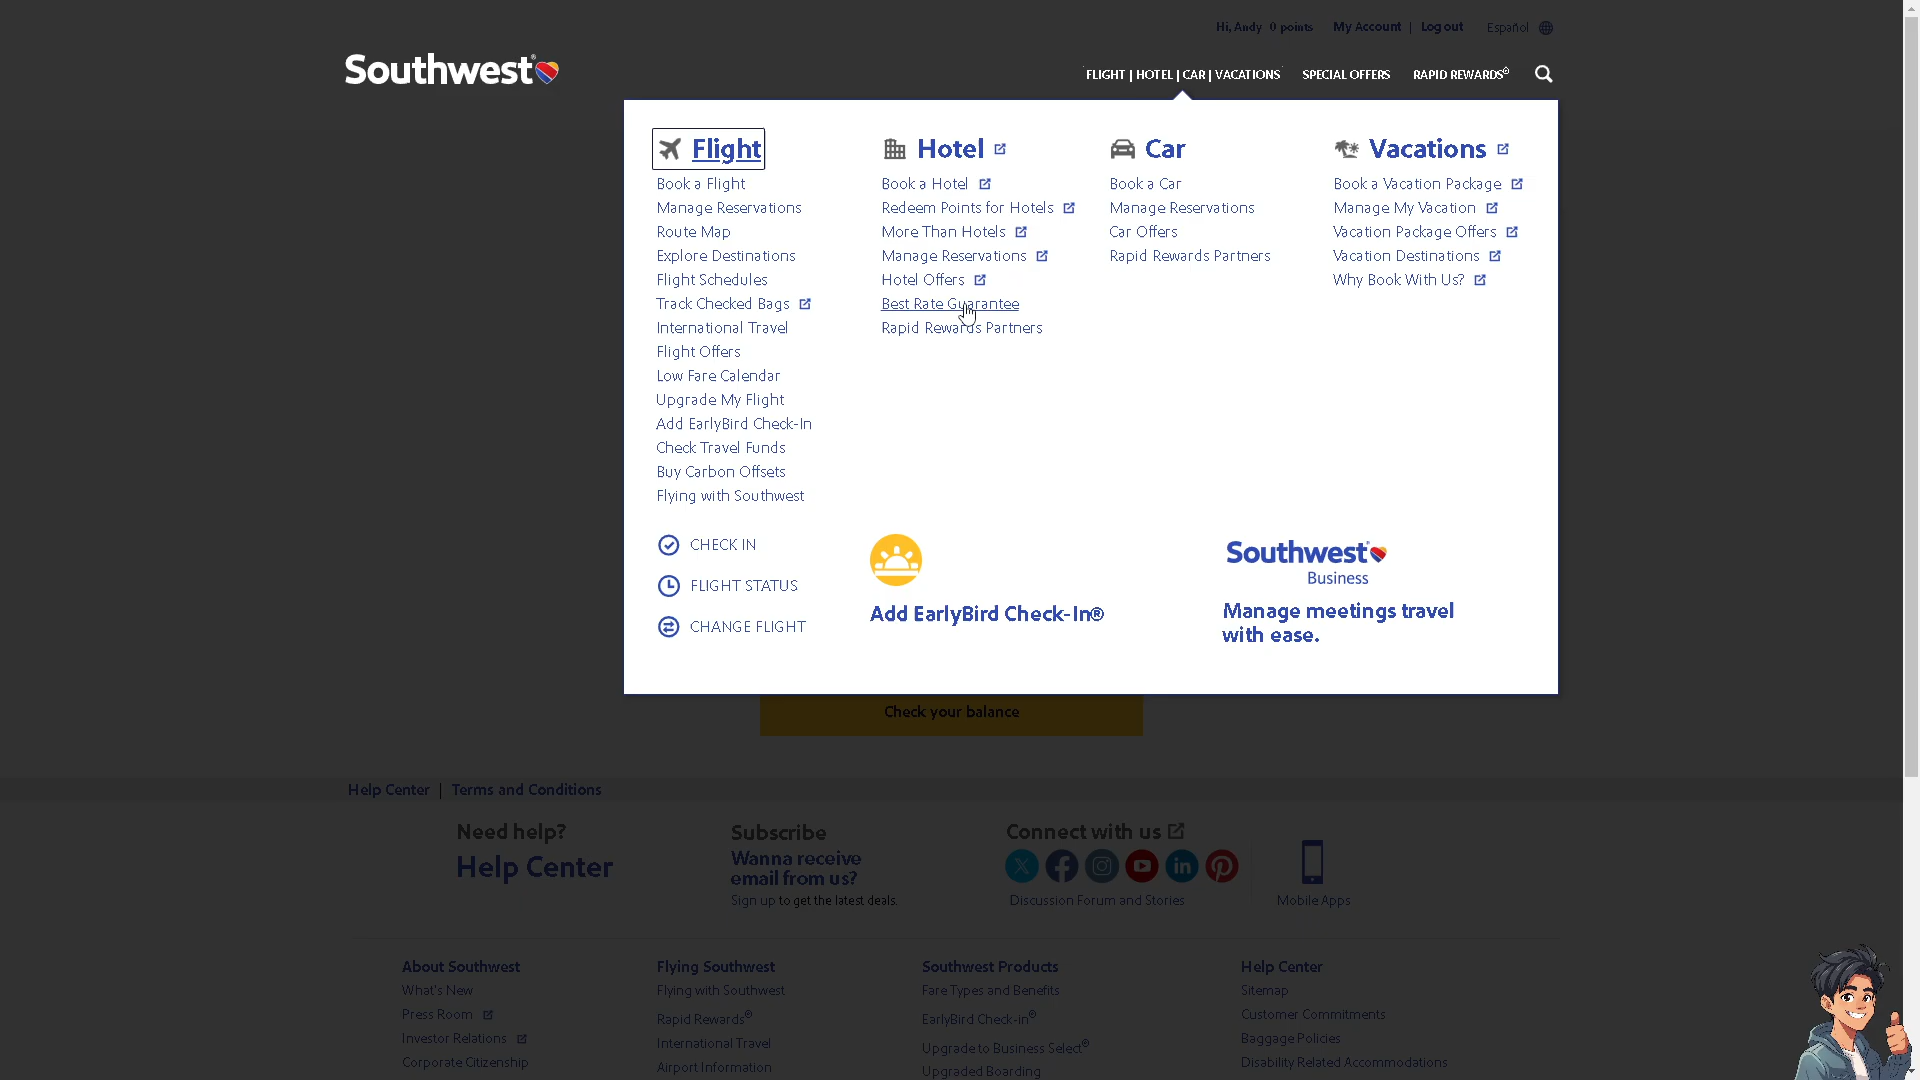 Hi, Andy 0 points My Account | Log out Español
Southwest®
FLIGHT | HOTEL | CAR | VACATIONS SPECIAL OFFERS RAPID REWARDS®
Flight
Book a Flight
Manage Reservations
Route Map
Explore Destinations
Flight Schedules
Track Checked Bags
International Travel
Flight Offers
Low Fare Calendar
Upgrade My Flight
Add EarlyBird Check-In
Check Travel Funds
Buy Carbon Offsets
Flying with Southwest
Hotel
Book a Hotel
Redeem Points for Hotels
More Than Hotels
Manage Reservations
Hotel Offers
Best Rate Guarantee
Rapid Rewards Partners
Car
Book a Car
Manage Reservations
Car Offers
Rapid Rewards Partners
Vacations
Book a Vacation Package
Manage My Vacation
Vacation Package Offers
Vacation Destinations
Why Book With Us?
CHECK IN
FLIGHT STATUS
CHANGE FLIGHT
Add EarlyBird Check-In®
Southwest®
Business
Manage meetings travel
with ease.
Check your balance
Help Center | Terms and Conditions
Need help?
Help Center
Subscribe
Wanna receive
email from us?
Sign up to get the latest deals.
Connect with us
Discussion Forum and Stories
Mobile Apps
About Southwest
What's New
Press Room
Investor Relations
Corporate Citizenship
Flying Southwest
Flying with Southwest
Rapid Rewards®
International Travel
Airport Information
Southwest Products
Fare Types and Benefits
EarlyBird Check-in®
Upgrade to Business Select®
Upgraded Boarding
Help Center
Sitemap
Customer Commitments
Baggage Policies
Disability Related Accommodations